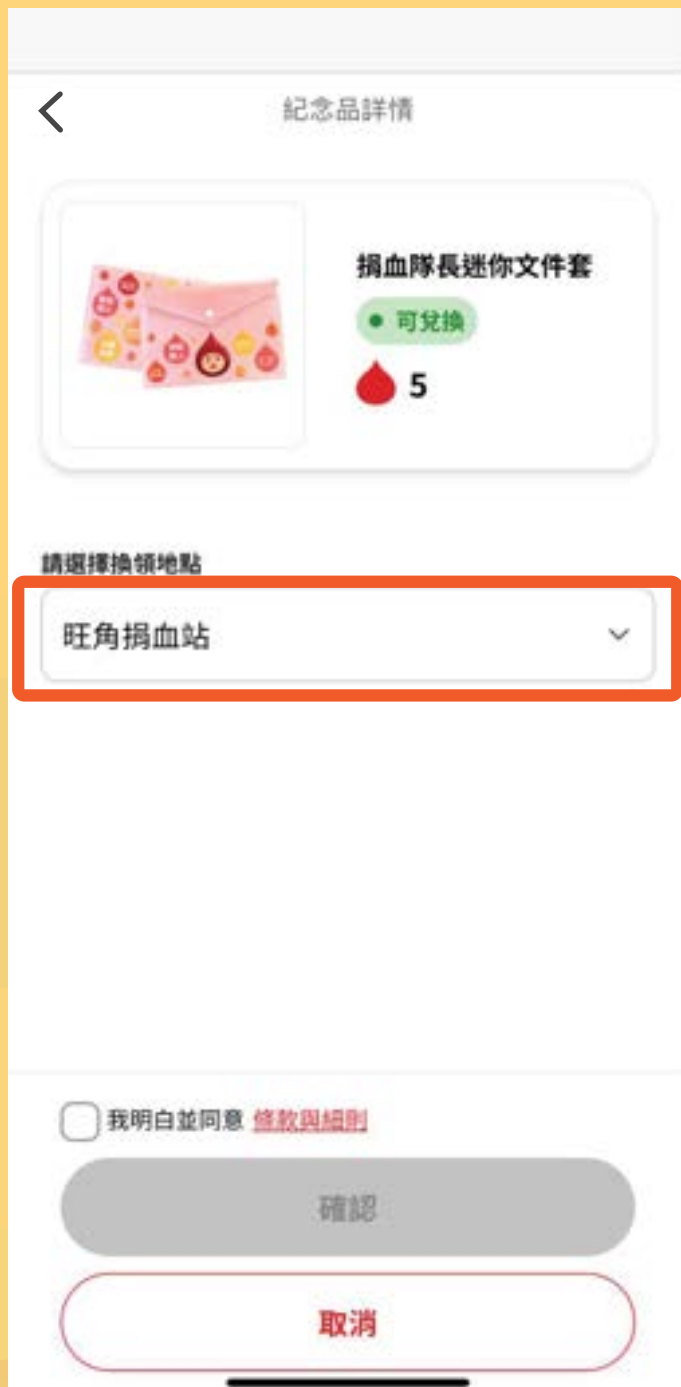 紀念品詳情
捐血隊長迷你文件套
可兌換
5
請選擇換領地點
旺角捐血站
我明白並同意 條款與細則
確認
取消